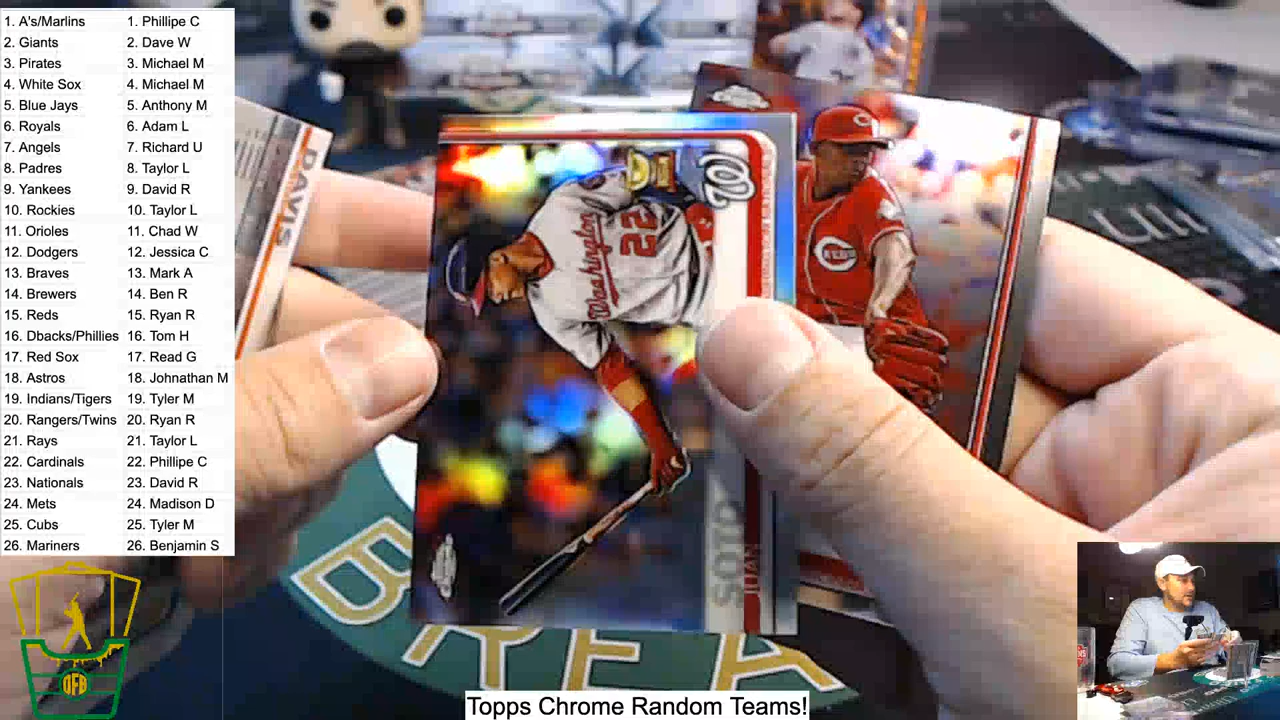 1. A's/Marlins 1. Phillipe C
2. Giants 2. Dave W
3. Pirates 3. Michael M
4. White Sox 4. Michael M
5. Blue Jays 5. Anthony M
6. Royals 6. Adam L
7. Angels 7. Richard U
8. Padres 8. Taylor L
9. Yankees 9. David R
10. Rockies 10. Taylor L
11. Orioles 11. Chad W
12. Dodgers 12. Jessica C
13. Braves 13. Mark A
14. Brewers 14. Ben R
15. Reds 15. Ryan R
16. Dbacks/Phillies 16. Tom H
17. Red Sox 17. Read G
18. Astros 18. Johnathan M
19. Indians/Tigers 19. Tyler M
20. Rangers/Twins 20. Ryan R
21. Rays 21. Taylor L
22. Cardinals 22. Phillipe C
23. Nationals 23. David R
24. Mets 24. Madison D
25. Cubs 25. Tyler M
26. Mariners 26. Benjamin S
DFG
DAVIS
W
Washington
22
JUAN
SOTO
C
REDS
BREA
Topps Chrome Random Teams!